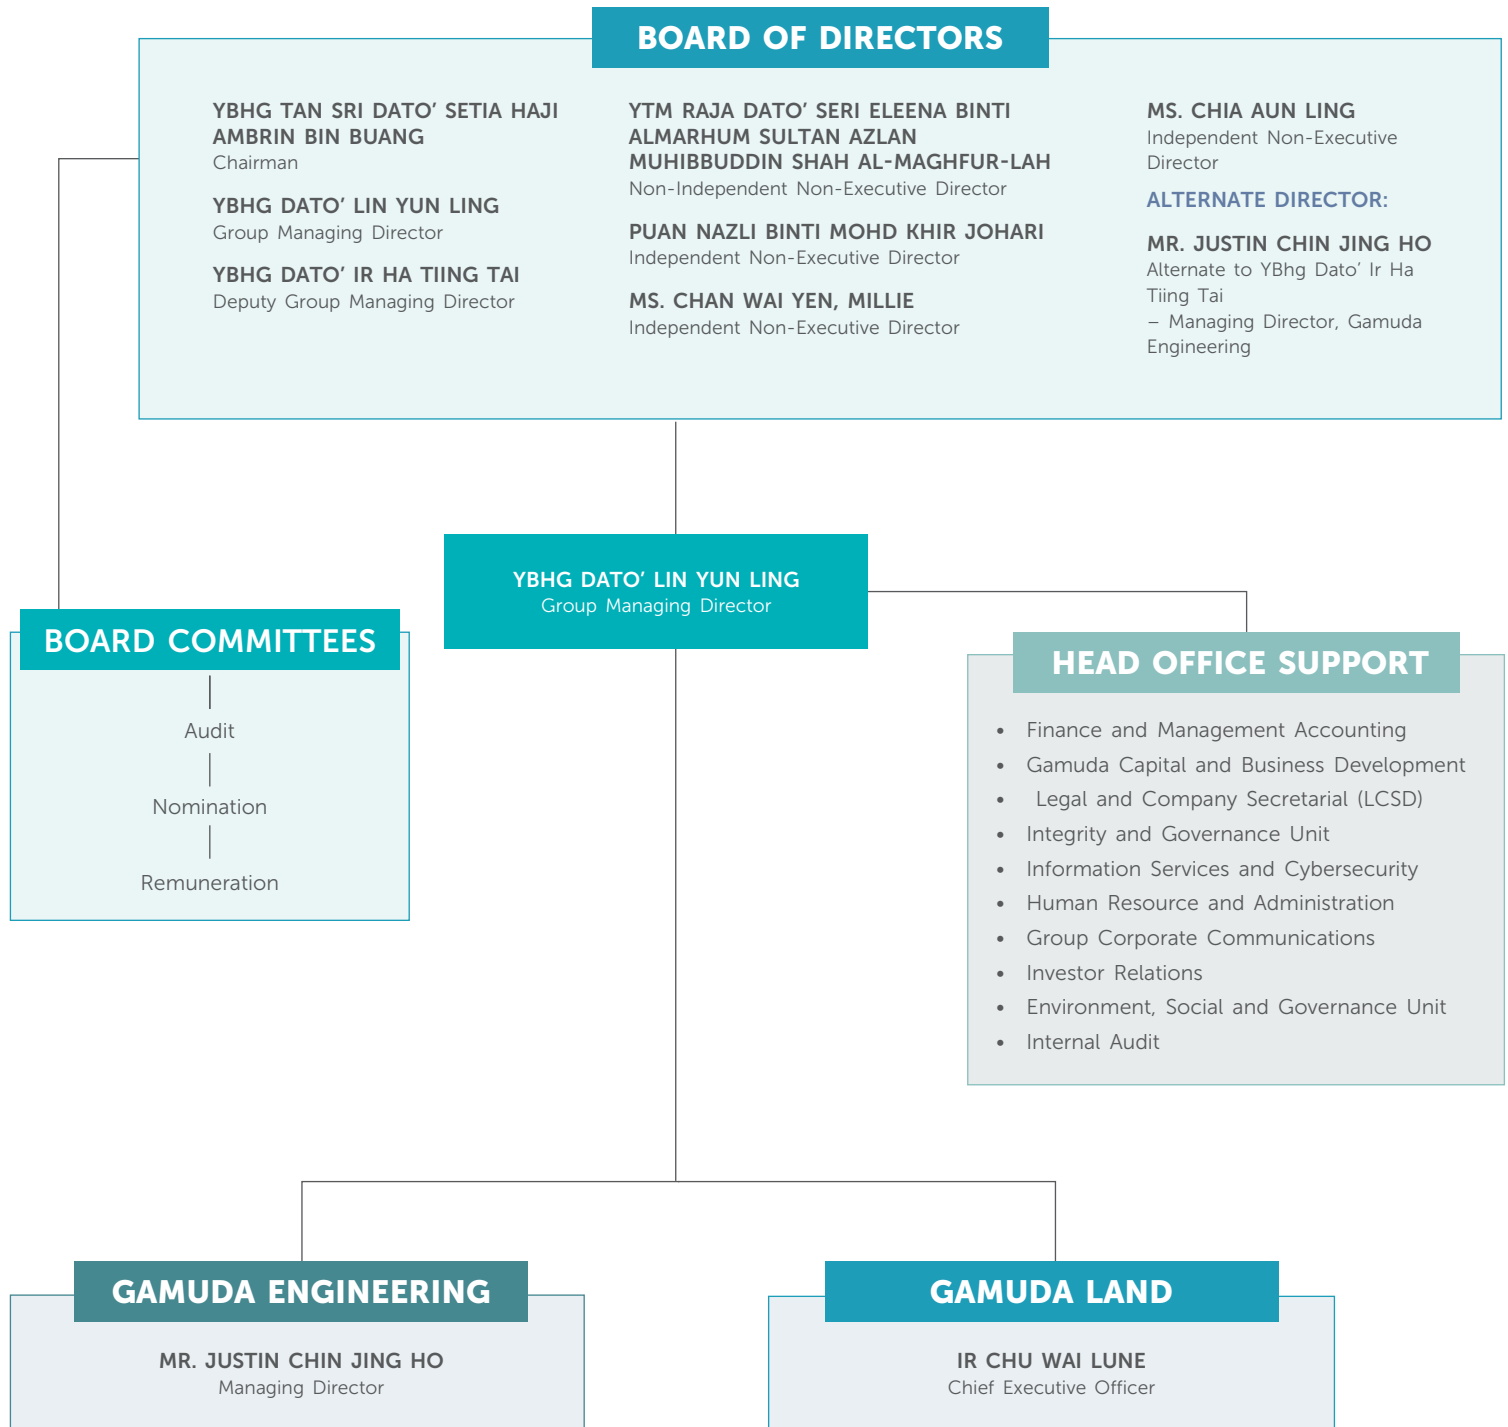 BOARD OF DIRECTORS
YBHG TAN SRI DATO’ SETIA HAJI
AMBRIN BIN BUANG
Chairman
YBHG DATO’ LIN YUN LING
Group Managing Director
YBHG DATO’ IR HA TIING TAI
Deputy Group Managing Director
YTM RAJA DATO’ SERI ELEENA BINTI
ALMARHUM SULTAN AZLAN
MUHIBBUDDIN SHAH AL-MAGHFUR-LAH
Non-Independent Non-Executive Director
PUAN NAZLI BINTI MOHD KHIR JOHARI
Independent Non-Executive Director
MS. CHAN WAI YEN, MILLIE
Independent Non-Executive Director
MS. CHIA AUN LING
Independent Non-Executive
Director
ALTERNATE DIRECTOR:
MR. JUSTIN CHIN JING HO
Alternate to YBhg Dato’ Ir Ha
Tiing Tai
– Managing Director, Gamuda
Engineering
YBHG DATO’ LIN YUN LING
Group Managing Director
BOARD COMMITTEES
Audit
Nomination
Remuneration
HEAD OFFICE SUPPORT
• Finance and Management Accounting
• Gamuda Capital and Business Development
• Legal and Company Secretarial (LCSD)
• Integrity and Governance Unit
• Information Services and Cybersecurity
• Human Resource and Administration
• Group Corporate Communications
• Investor Relations
• Environment, Social and Governance Unit
• Internal Audit
GAMUDA ENGINEERING
MR. JUSTIN CHIN JING HO
Managing Director
GAMUDA LAND
IR CHU WAI LUNE
Chief Executive Officer